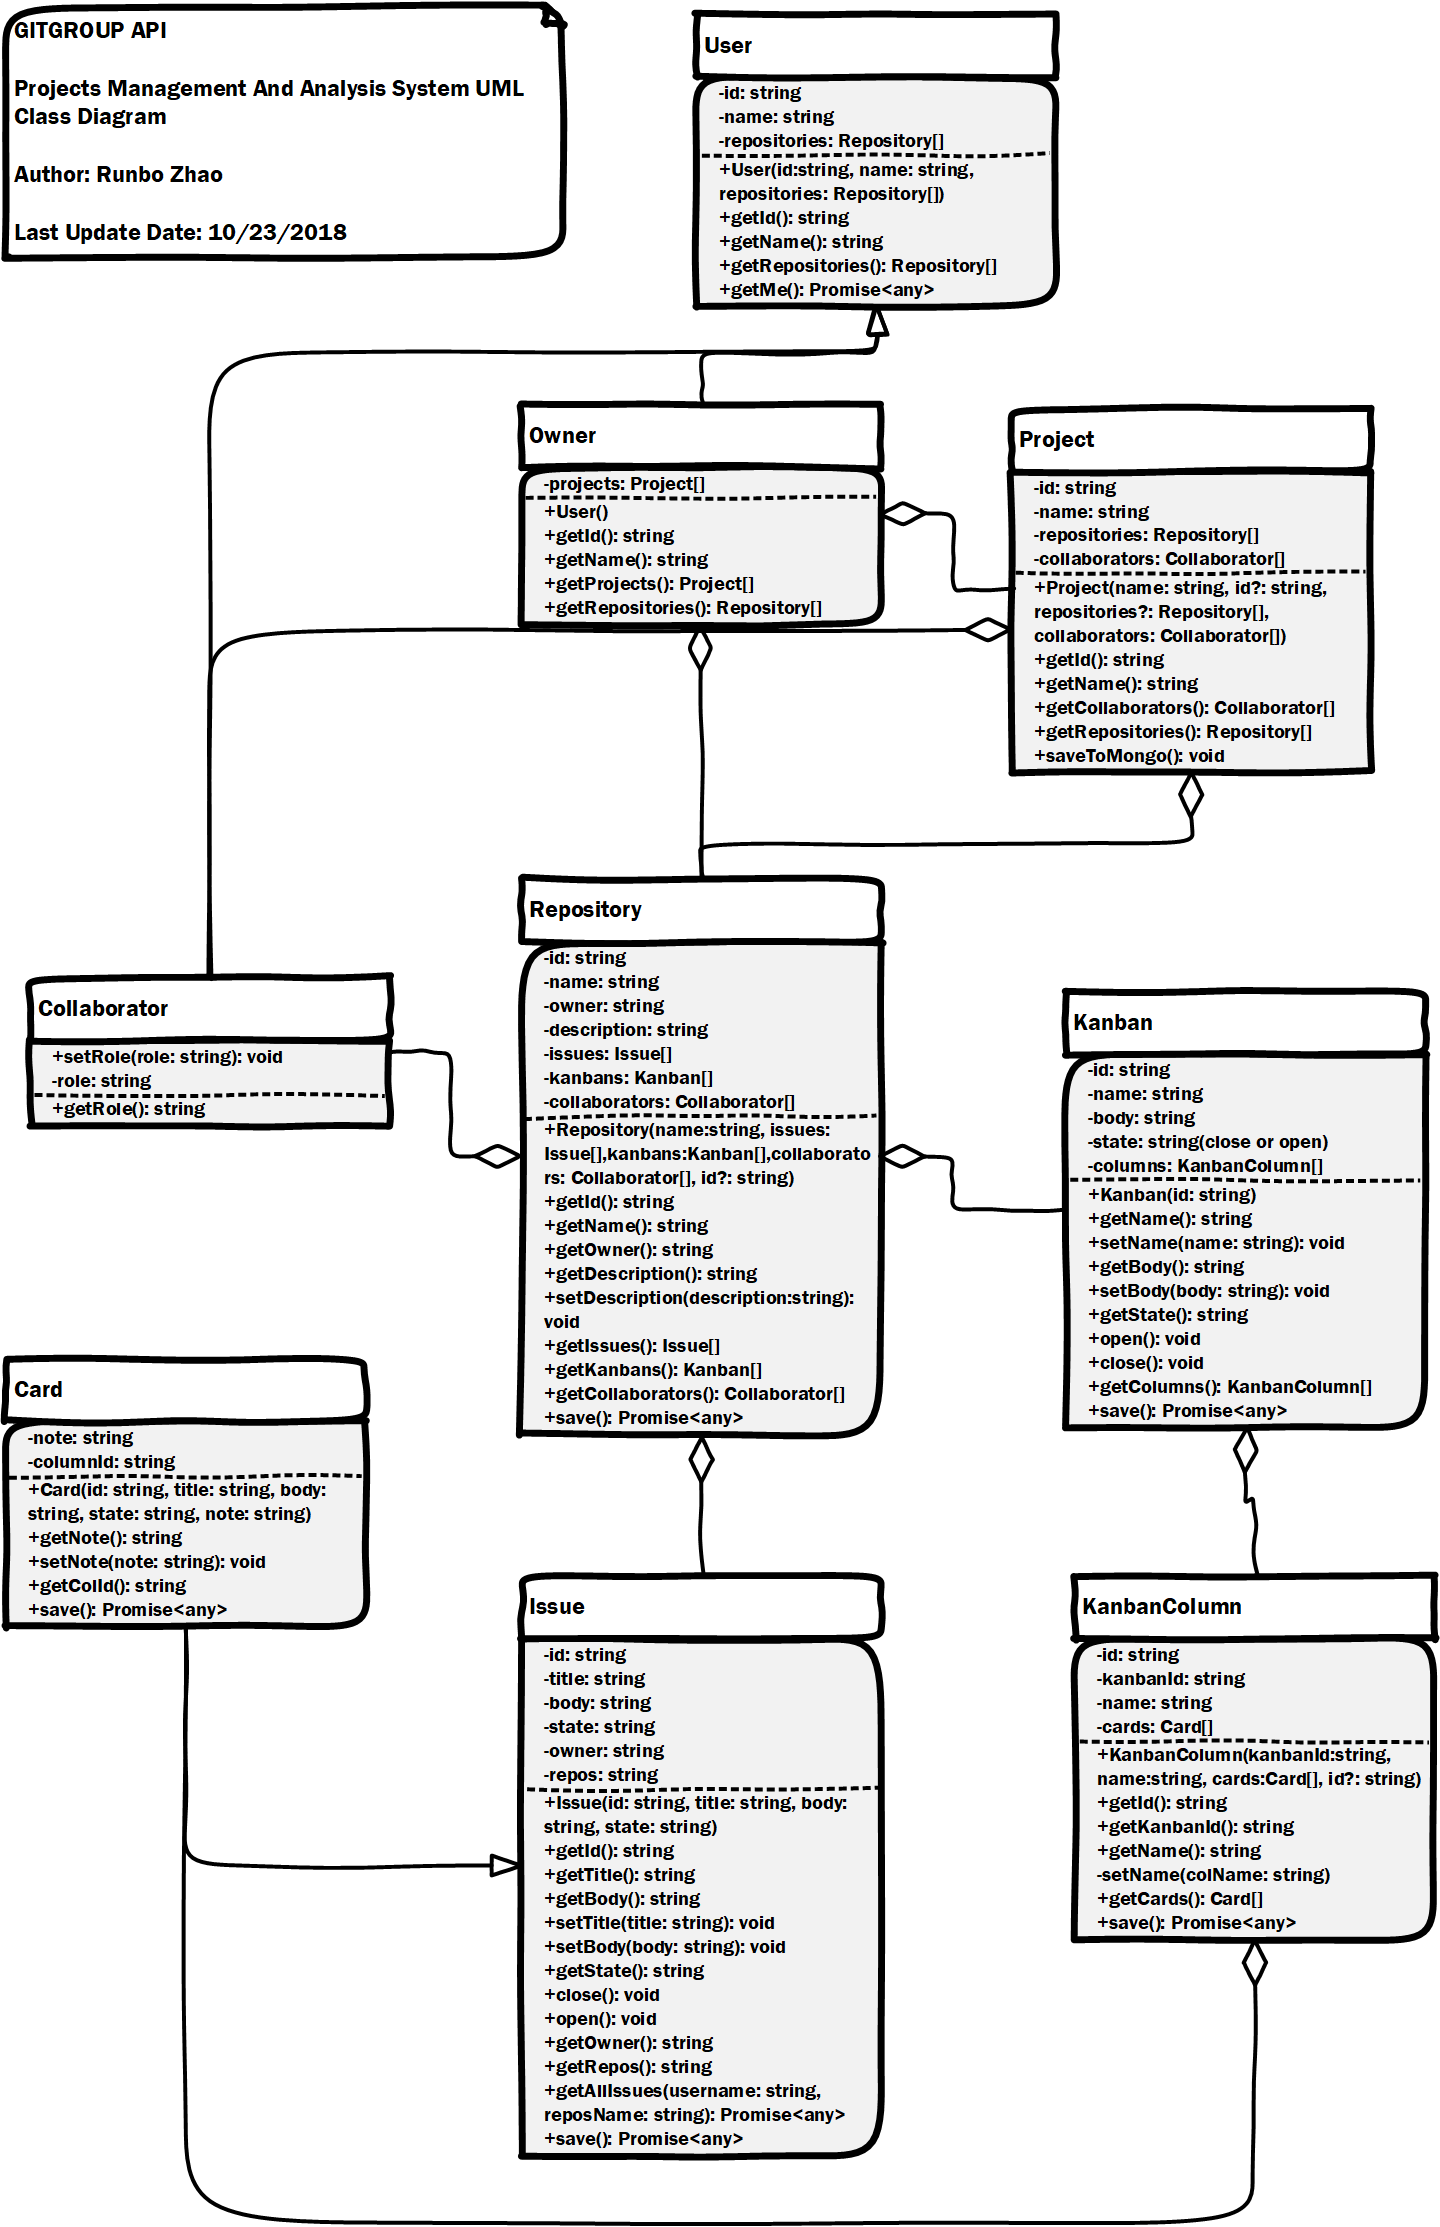 GITGROUP API
Projects Management And Analysis System UML
Class Diagram
Author: Runbo Zhao
Last Update Date: 10/23/2018
User
-id: string
-name: string
-repositories: Repository[]
+User(id:string, name: string,
repositories: Repository[])
+getId(): string
+getName(): string
+getRepositories(): Repository[]
+getMe(): Promise<any>
Owner
-projects: Project[]
+User()
+getId(): string
+getName(): string
+getProjects(): Project[]
+getRepositories(): Repository[]
Project
-id: string
-name: string
-repositories: Repository[]
-collaborators: Collaborator[]
+Project(name: string, id?: string,
repositories?: Repository[],
collaborators: Collaborator[])
+getId(): string
+getName(): string
+getCollaborators(): Collaborator[]
+getRepositories(): Repository[]
+saveToMongo(): void
Repository
-id: string
-name: string
-owner: string
-description: string
-issues: Issue[]
-kanbans: Kanban[]
-collaborators: Collaborator[]
+Repository(name:string, issues:
Issue[],kanbans:Kanban[],collaborato
rs: Collaborator[], id?: string)
+getId(): string
+getName(): string
+getOwner(): string
+getDescription(): string
+setDescription(description:string):
void
+getIssues(): Issue[]
+getKanbans(): Kanban[]
+getCollaborators(): Collaborator[]
+save(): Promise<any>
Collaborator
+setRole(role: string): void
-role: string
+getRole(): string
Kanban
-id: string
-name: string
-body: string
-state: string(close or open)
-columns: KanbanColumn[]
+Kanban(id: string)
+getName(): string
+setName(name: string): void
+getBody(): string
+setBody(body: string): void
+getState(): string
+open(): void
+close(): void
+getColumns(): KanbanColumn[]
+save(): Promise<any>
Card
-note: string
-columnId: string
+Card(id: string, title: string, body:
string, state: string, note: string)
+getNote(): string
+setNote(note: string): void
+getColId(): string
+save(): Promise<any>
Issue
-id: string
-title: string
-body: string
-state: string
-owner: string
-repos: string
+Issue(id: string, title: string, body:
string, state: string)
+getId(): string
+getTitle(): string
+getBody(): string
+setTitle(title: string): void
+setBody(body: string): void
+getState(): string
+close(): void
+open(): void
+getOwner(): string
+getRepos(): string
+getAllIssues(username: string,
reposName: string): Promise<any>
+save(): Promise<any>
KanbanColumn
-id: string
-kanbanId: string
-name: string
-cards: Card[]
+KanbanColumn(kanbanId:string,
name:string, cards:Card[], id?: string)
+getId(): string
+getKanbanId(): string
+getName(): string
-setName(colName: string)
+getCards(): Card[]
+save(): Promise<any>